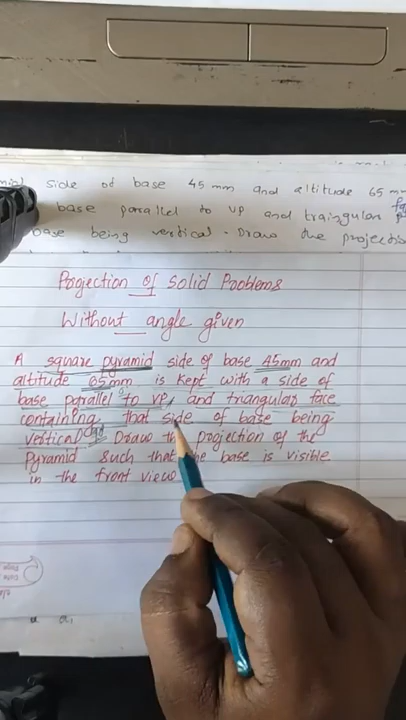 side of base 45 mm and altitude 65 mm
base parallel to VP and traingular
base being vertical. Draw the projectio
Projection of Solid Problems
Without angle given
A square pyramid side of base 45mm and
altitude 65mm is kept with a side of
base parallel to VP, and triangular face
containing that side of base being
vertical. Draw the projection of the
Pyramid such that the base is visible
in the front view